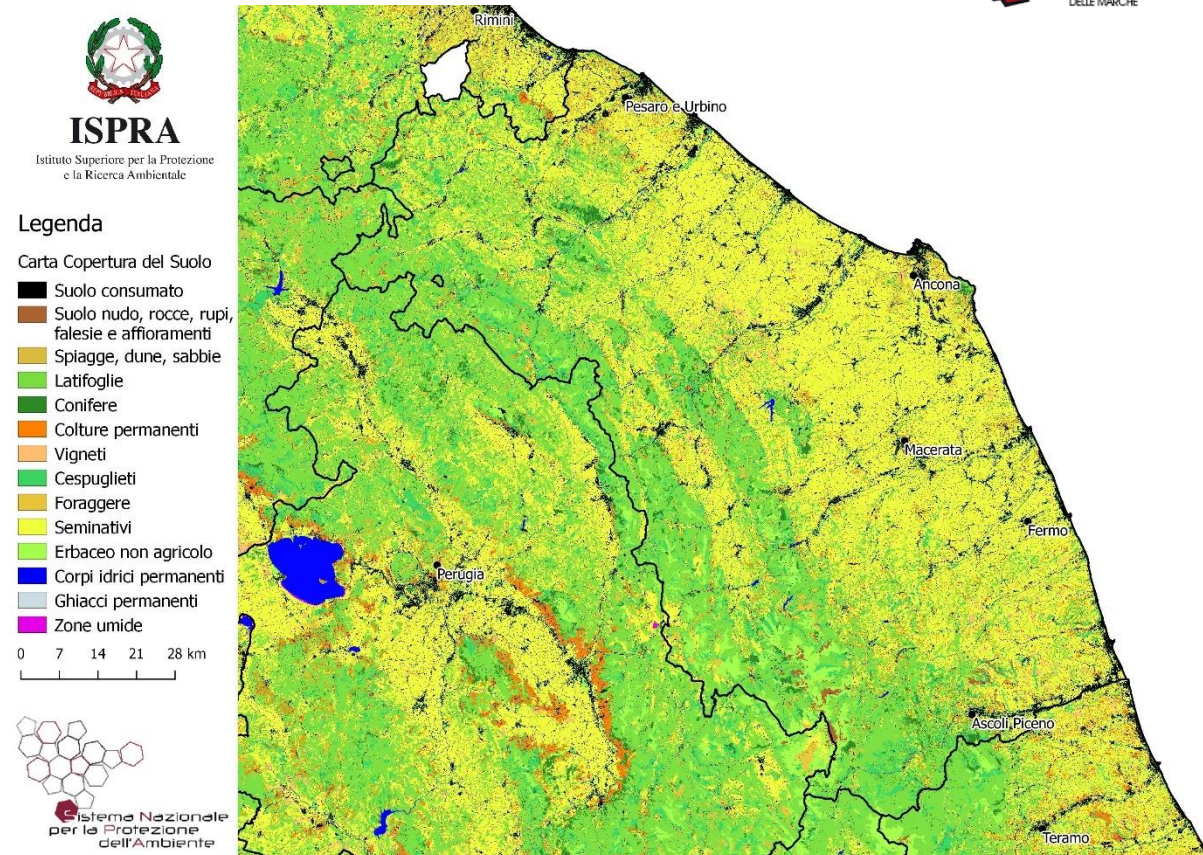 DELLE MARCHE
REPVBBLICA ITALIANA
ISPRA
Istituto Superiore per la Protezione
e la Ricerca Ambientale
Legenda
Carta Copertura del Suolo
Suolo consumato
Suolo nudo, rocce, rupi,
falesie e affioramenti
Spiagge, dune, sabbie
Latifoglie
Conifere
Colture permanenti
Vigneti
Cespuglieti
Foraggere
Seminativi
Erbaceo non agricolo
Corpi idrici permanenti
Ghiacci permanenti
Zone umide
0 7 14 21 28 km
Sistema Nazionale
per la Protezione
dell'Ambiente
Rimini
Pesaro e Urbino
Ancona
Macerata
Fermo
Perugia
Ascoli Piceno
Teramo